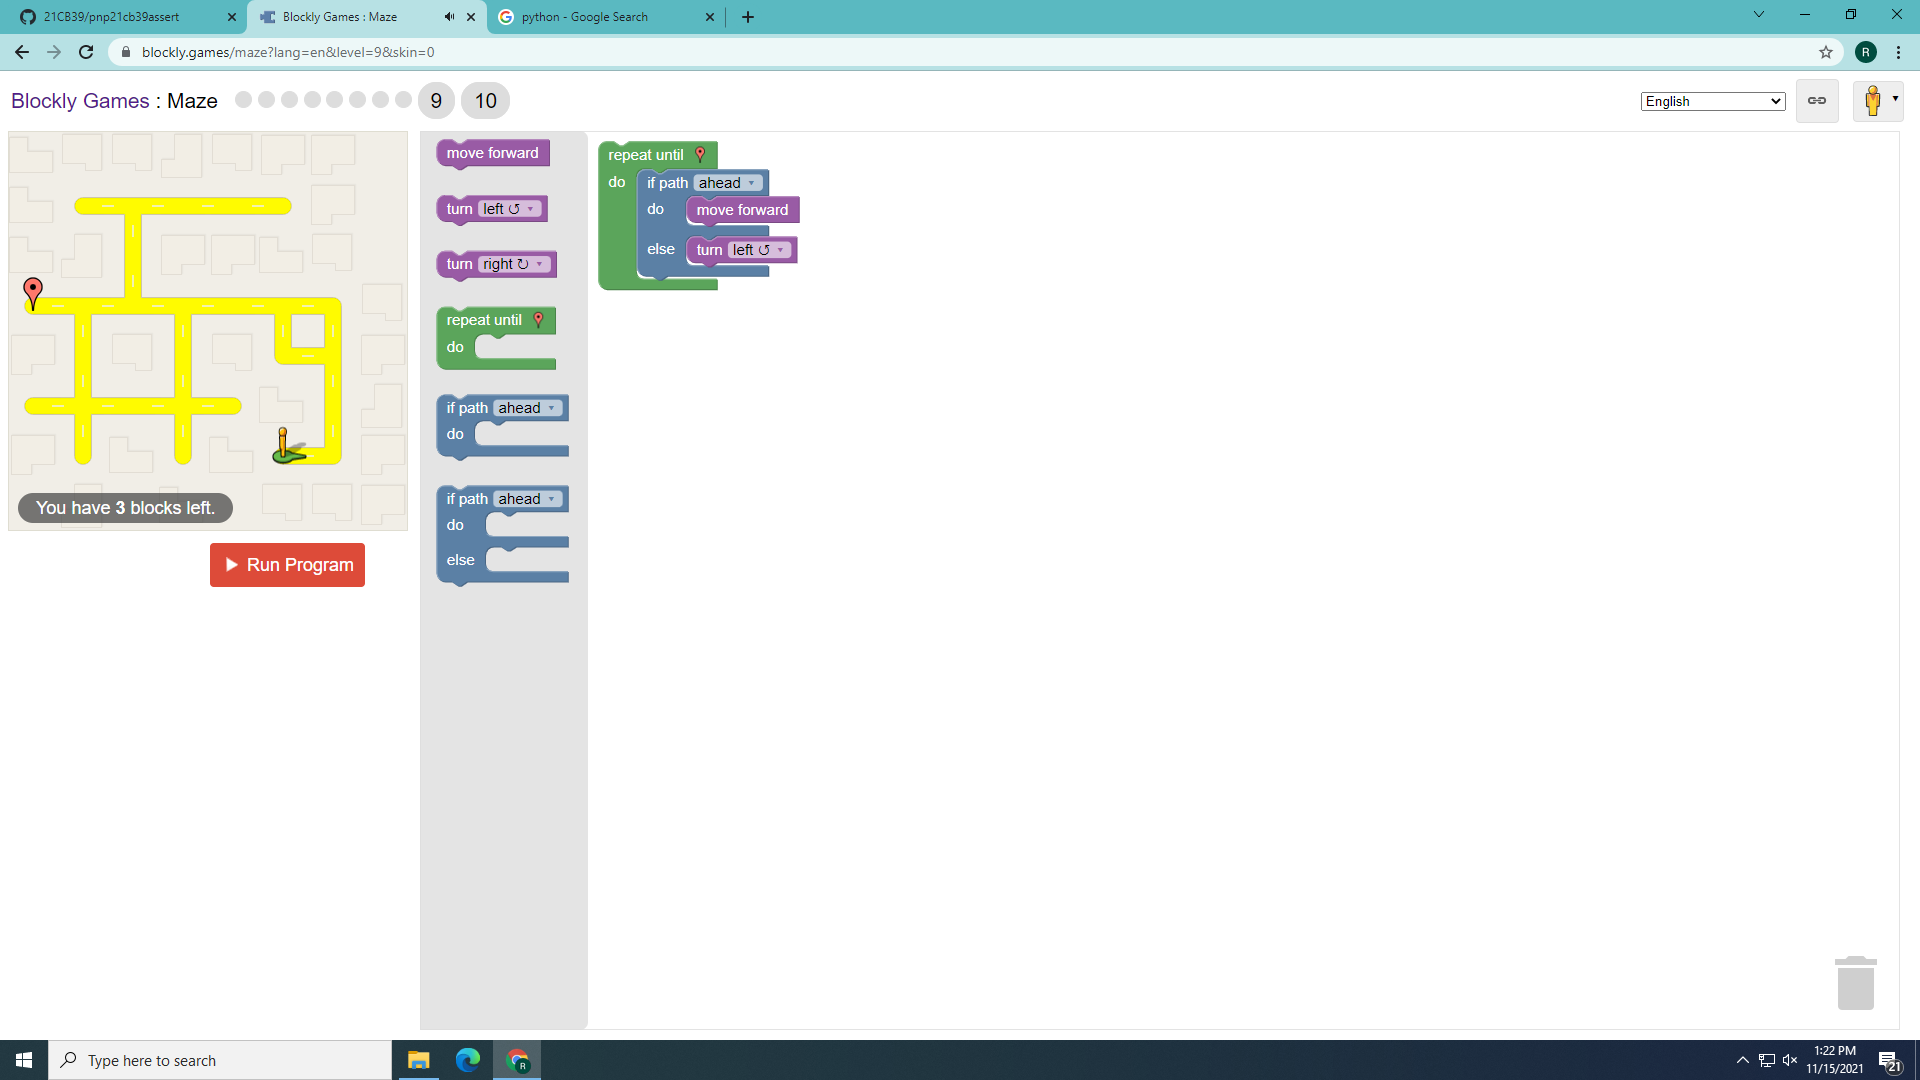 21CB39/pnp21cb39assert
Blockly Games : Maze
python - Google Search
blockly.games/maze?lang=en&level=9&skin=0
R
Blockly Games : Maze
9
10
English
You have 3 blocks left.
Run Program
move forward
turn left ↺
turn right ↻
repeat until
do
if path ahead
do
if path ahead
do
else
repeat until
do
if path ahead
do
move forward
else
turn left ↺
Type here to search
R
1:22 PM
11/15/2021
21